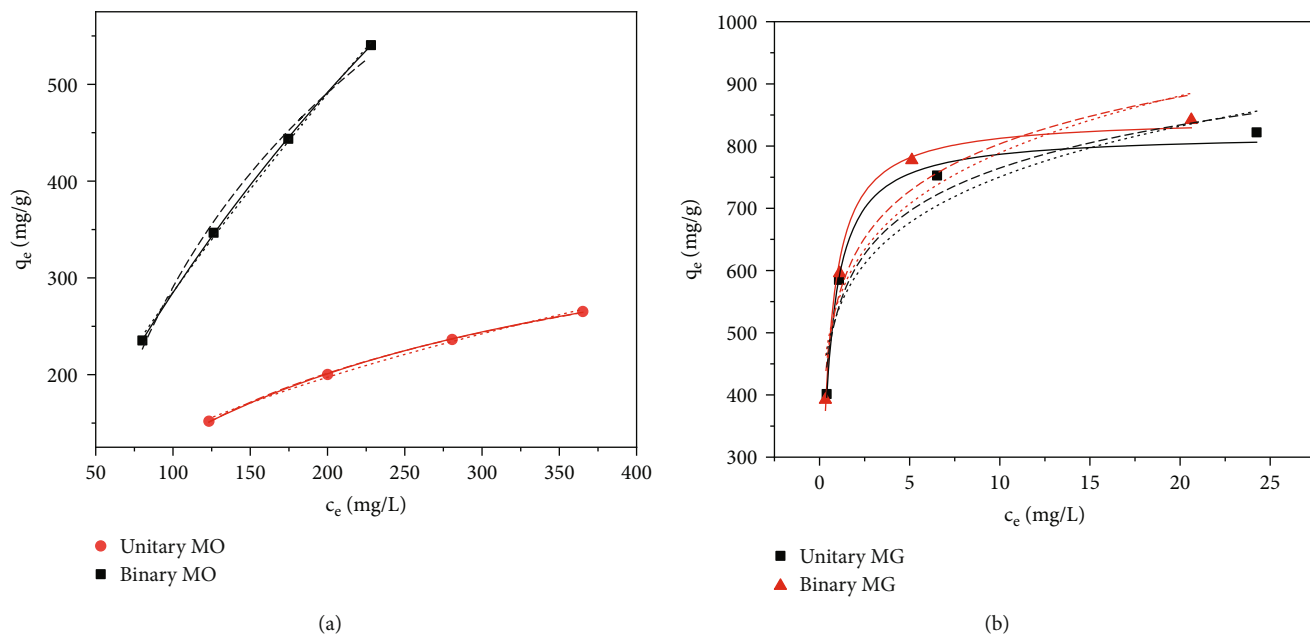 500
400
300
200
q_e (mg/g)
50 100 150 200 250 300 350 400
c_e (mg/L)
Unitary MO
Binary MO
(a)
1000
900
800
700
600
500
400
300
q_e (mg/g)
0 5 10 15 20 25
c_e (mg/L)
Unitary MG
Binary MG
(b)